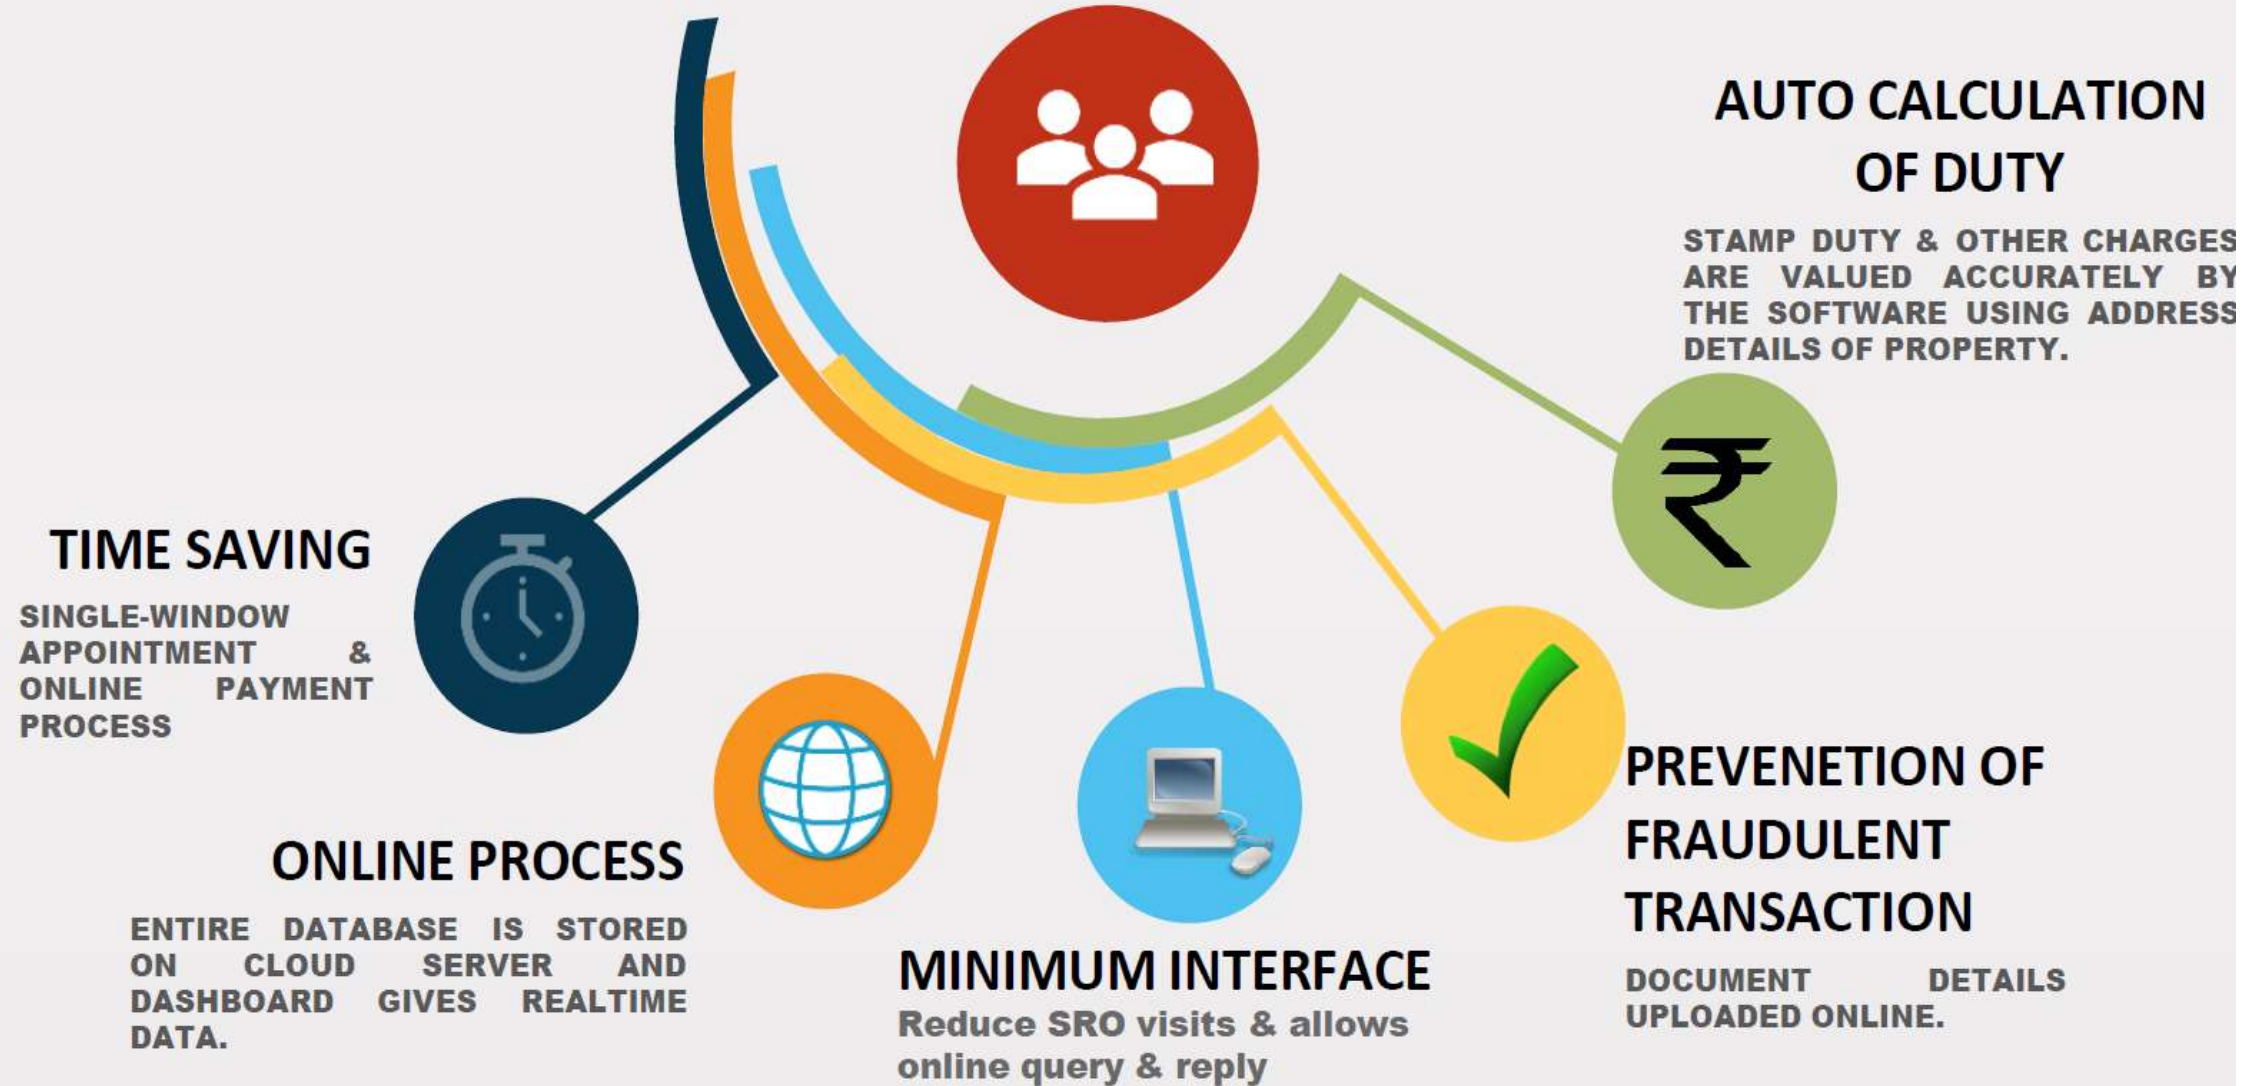 AUTO CALCULATION
OF DUTY
STAMP DUTY & OTHER CHARGES
ARE VALUED ACCURATELY BY
THE SOFTWARE USING ADDRESS
DETAILS OF PROPERTY.
TIME SAVING
SINGLE-WINDOW
APPOINTMENT &
ONLINE PAYMENT
PROCESS
ONLINE PROCESS
ENTIRE DATABASE IS STORED
ON CLOUD SERVER AND
DASHBOARD GIVES REALTIME
DATA.
MINIMUM INTERFACE
Reduce SRO visits & allows
online query & reply
PREVENETION OF
FRAUDULENT
TRANSACTION
DOCUMENT DETAILS
UPLOADED ONLINE.